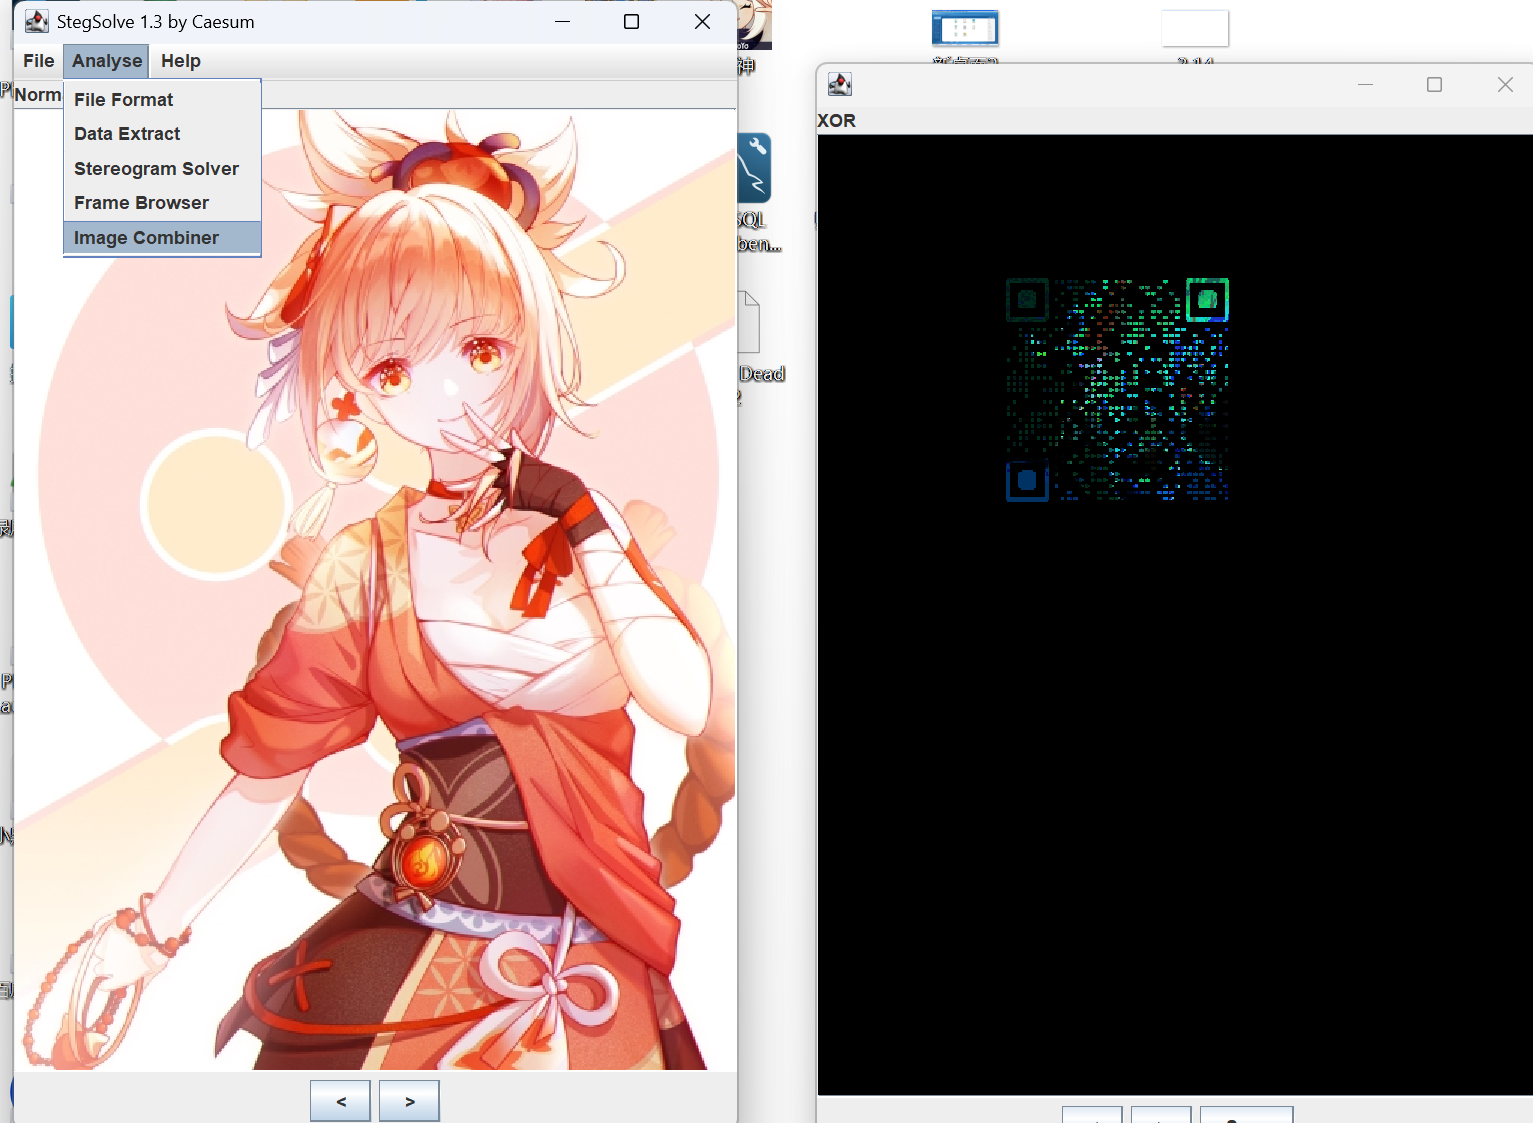 StegSolve 1.3 by Caesum
File Analyse Help
Norm
File Format
Data Extract
Stereogram Solver
Frame Browser
Image Combiner
XOR
SQL
ben...
Dead
神
<
>